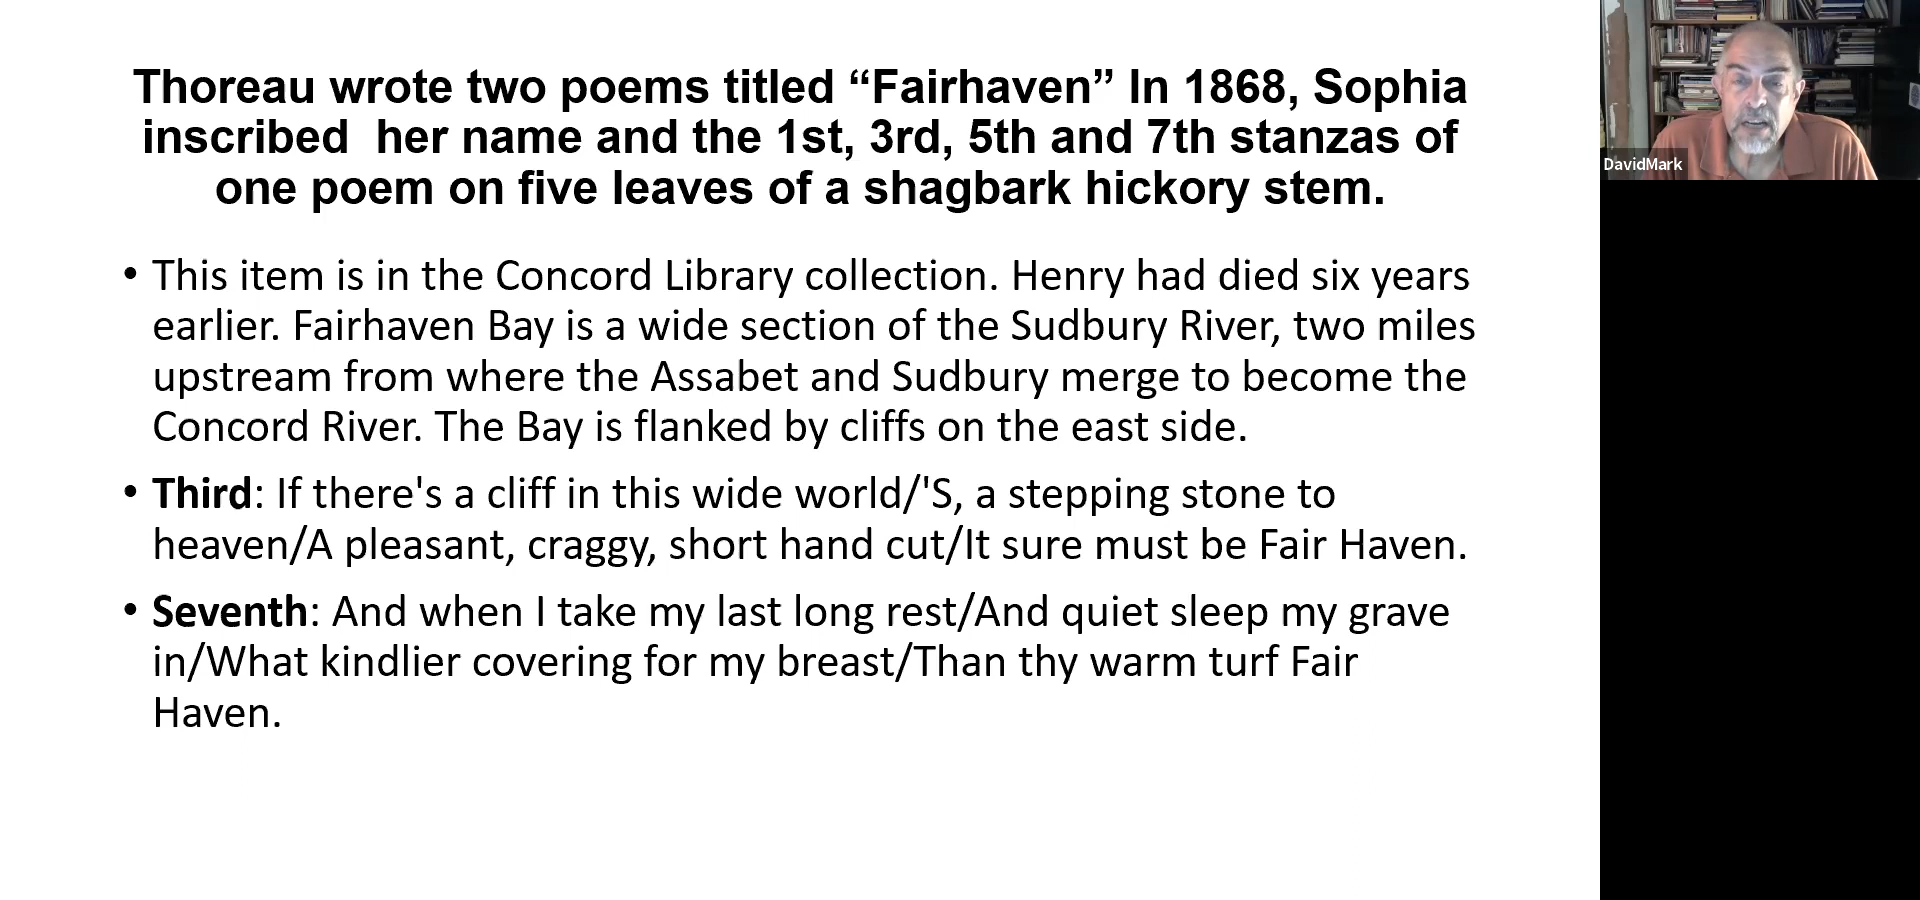 Thoreau wrote two poems titled “Fairhaven” In 1868, Sophia
inscribed  her name and the 1st, 3rd, 5th and 7th stanzas of
one poem on five leaves of a shagbark hickory stem.
• This item is in the Concord Library collection. Henry had died six years
earlier. Fairhaven Bay is a wide section of the Sudbury River, two miles
upstream from where the Assabet and Sudbury merge to become the
Concord River. The Bay is flanked by cliffs on the east side.
• Third: If there's a cliff in this wide world/'S, a stepping stone to
heaven/A pleasant, craggy, short hand cut/It sure must be Fair Haven.
• Seventh: And when I take my last long rest/And quiet sleep my grave
in/What kindlier covering for my breast/Than thy warm turf Fair
Haven.
DavidMark